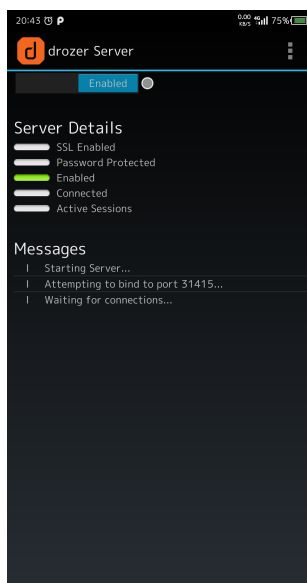 20:43 0.00 KB/S 4G 75%
d drozer Server
Enabled
Server Details
SSL Enabled
Password Protected
Enabled
Connected
Active Sessions
Messages
I Starting Server...
I Attempting to bind to port 31415...
I Waiting for connections...